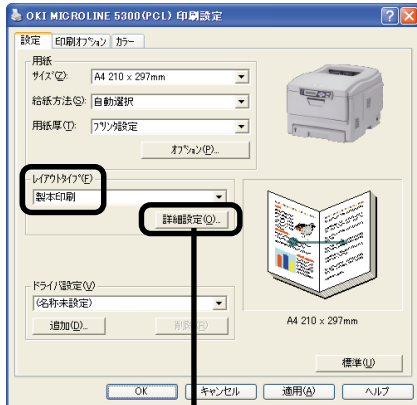 OKI MICROLINE 5300(PCL) 印刷設定
設定 印刷オプション カラー
用紙
サイズ(Z): A4 210 x 297mm
給紙方法(S): 自動選択
用紙厚(T): プリンタ設定
オプション(P)...
レイアウトタイプ(F)
製本印刷
詳細設定(O)...
ドライバ設定(V)
(名称未設定)
追加(D)... 削除(R)
A4 210 x 297mm
標準(U)
OK キャンセル 適用(A) ヘルプ